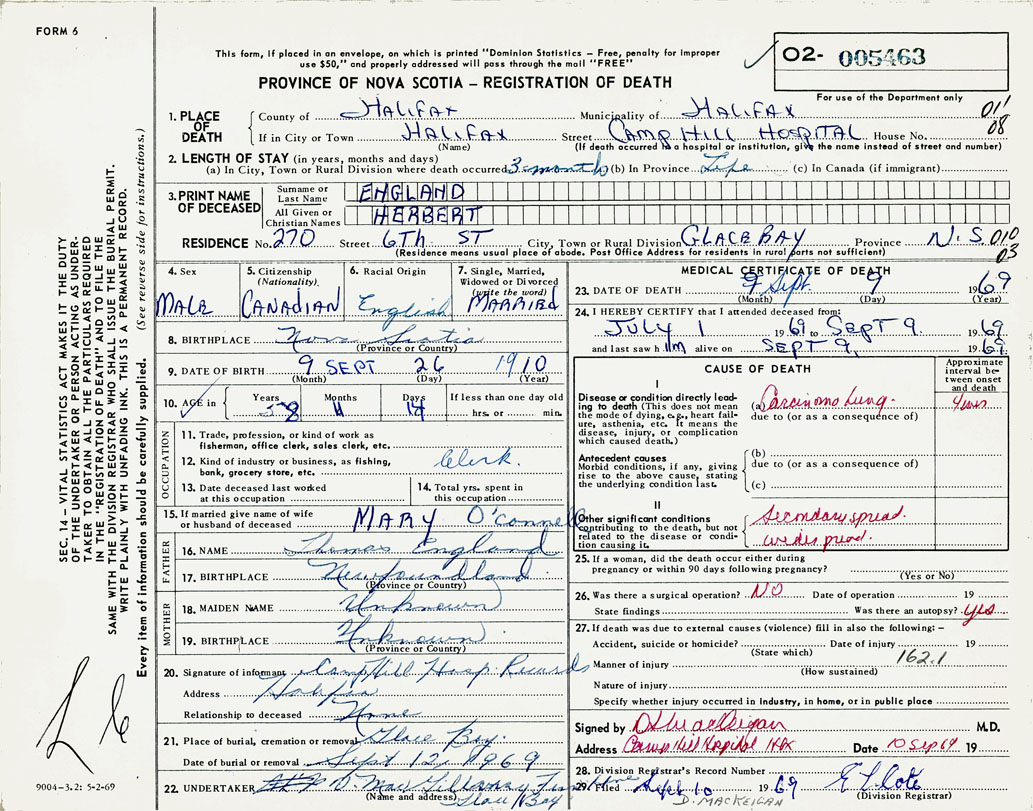 FORM 6
This form, if placed in an envelope, on which is printed "Dominion Statistics – Free, penalty for improper
use $50," and properly addressed will pass through the mail "FREE"
02- 005463
PROVINCE OF NOVA SCOTIA – REGISTRATION OF DEATH
For use of the Department only
1. PLACE OF DEATH
County of HALIFAX Municipality of HALIFAX 01'
If in City or Town HALIFAX Street CAMP HILL HOSPITAL House No. 08
(Name) (If death occurred in a hospital or institution, give the name instead of street and number)
2. LENGTH OF STAY (in years, months and days)
(a) In City, Town or Rural Division where death occurred 3 month (b) In Province Life (c) In Canada (if immigrant)
3. PRINT NAME OF DECEASED
Surname or Last Name ENGLAND
All Given or Christian Names HERBERT
RESIDENCE No. 270 Street 6TH ST City, Town or Rural Division GLACE BAY Province N.S 010
(Residence means usual place of abode. Post Office Address for residents in rural parts not sufficient) 03
4. Sex MALE
5. Citizenship (Nationality) CANADIAN
6. Racial Origin English
7. Single, Married, Widowed or Divorced (write the word) MARRIED
8. BIRTHPLACE Nova Scotia
(Province or Country)
9. DATE OF BIRTH 9 SEPT 26 1910
(Month) (Day) (Year)
10. AGE in Years 58 Months 11 Days 14 If less than one day old
hrs. or min.
OCCUPATION
11. Trade, profession, or kind of work as
fisherman, office clerk, sales clerk, etc.
12. Kind of industry or business, as fishing,
bank, grocery store, etc. Clerk.
13. Date deceased last worked
at this occupation
14. Total yrs. spent in
this occupation
15. If married give name of wife
or husband of deceased MARY O'Connell
FATHER
16. NAME Thomas England
17. BIRTHPLACE Newfoundland
(Province or Country)
MOTHER
18. MAIDEN NAME Unknown
19. BIRTHPLACE Unknown
(Province or Country)
20. Signature of informant Camp Hill Hosp Records
Address Halifax
Relationship to deceased None
21. Place of burial, cremation or removal Glace Bay.
Date of burial or removal Sept 12, 1969
22. UNDERTAKER
(Name and address) Glace Bay
MEDICAL CERTIFICATE OF DEATH
23. DATE OF DEATH 9 Sept 9 1969
(Month) (Day) (Year)
24. I HEREBY CERTIFY that I attended deceased from:
JULY 1 1969 to SEPT 9. 1969
and last saw him alive on SEPT 9, 1969.
CAUSE OF DEATH
Approximate interval between onset and death
I
Disease or condition directly leading to death (This does not mean the mode of dying, e.g., heart failure, asthenia, etc. It means the disease, injury, or complication which caused death.)
(a) Carcinoma Lung.
due to (or as a consequence of)
Antecedent causes
Morbid conditions, if any, giving rise to the above cause, stating the underlying condition last.
(b)
due to (or as a consequence of)
(c)
II
Other significant conditions contributing to the death, but not related to the disease or condition causing it.
Secondary spread.
widespread.
25. If a woman, did the death occur either during
pregnancy or within 90 days following pregnancy?
(Yes or No)
26. Was there a surgical operation? NO Date of operation 19
State findings Was there an autopsy? yes
27. If death was due to external causes (violence) fill in also the following: –
Accident, suicide or homicide? Date of injury 19
(State which) 162.1
Manner of injury
(How sustained)
Nature of injury
Specify whether injury occurred in Industry, in home, or in public place
Signed by D MacKeigan M.D.
Address Camp Hill Hospital Hfx Date 10 Sep 69 19
28. Division Registrar's Record Number
29. Filed Sept 10 1969 E L Cote
(Division Registrar)
D. MACKEIGAN
SEC. 14 – VITAL STATISTICS ACT MAKES IT THE DUTY
OF THE UNDERTAKER OR PERSON ACTING AS UNDER-
TAKER TO OBTAIN ALL THE PARTICULARS REQUIRED
IN THE "REGISTRATION OF DEATH" AND TO FILE THE
SAME WITH THE DIVISION REGISTRAR WHO SHALL ISSUE THE BURIAL PERMIT.
WRITE PLAINLY WITH UNFADING INK. THIS IS A PERMANENT RECORD.
Every item of information should be carefully supplied. (See reverse side for instructions.)
9004-3.2: 5-2-69